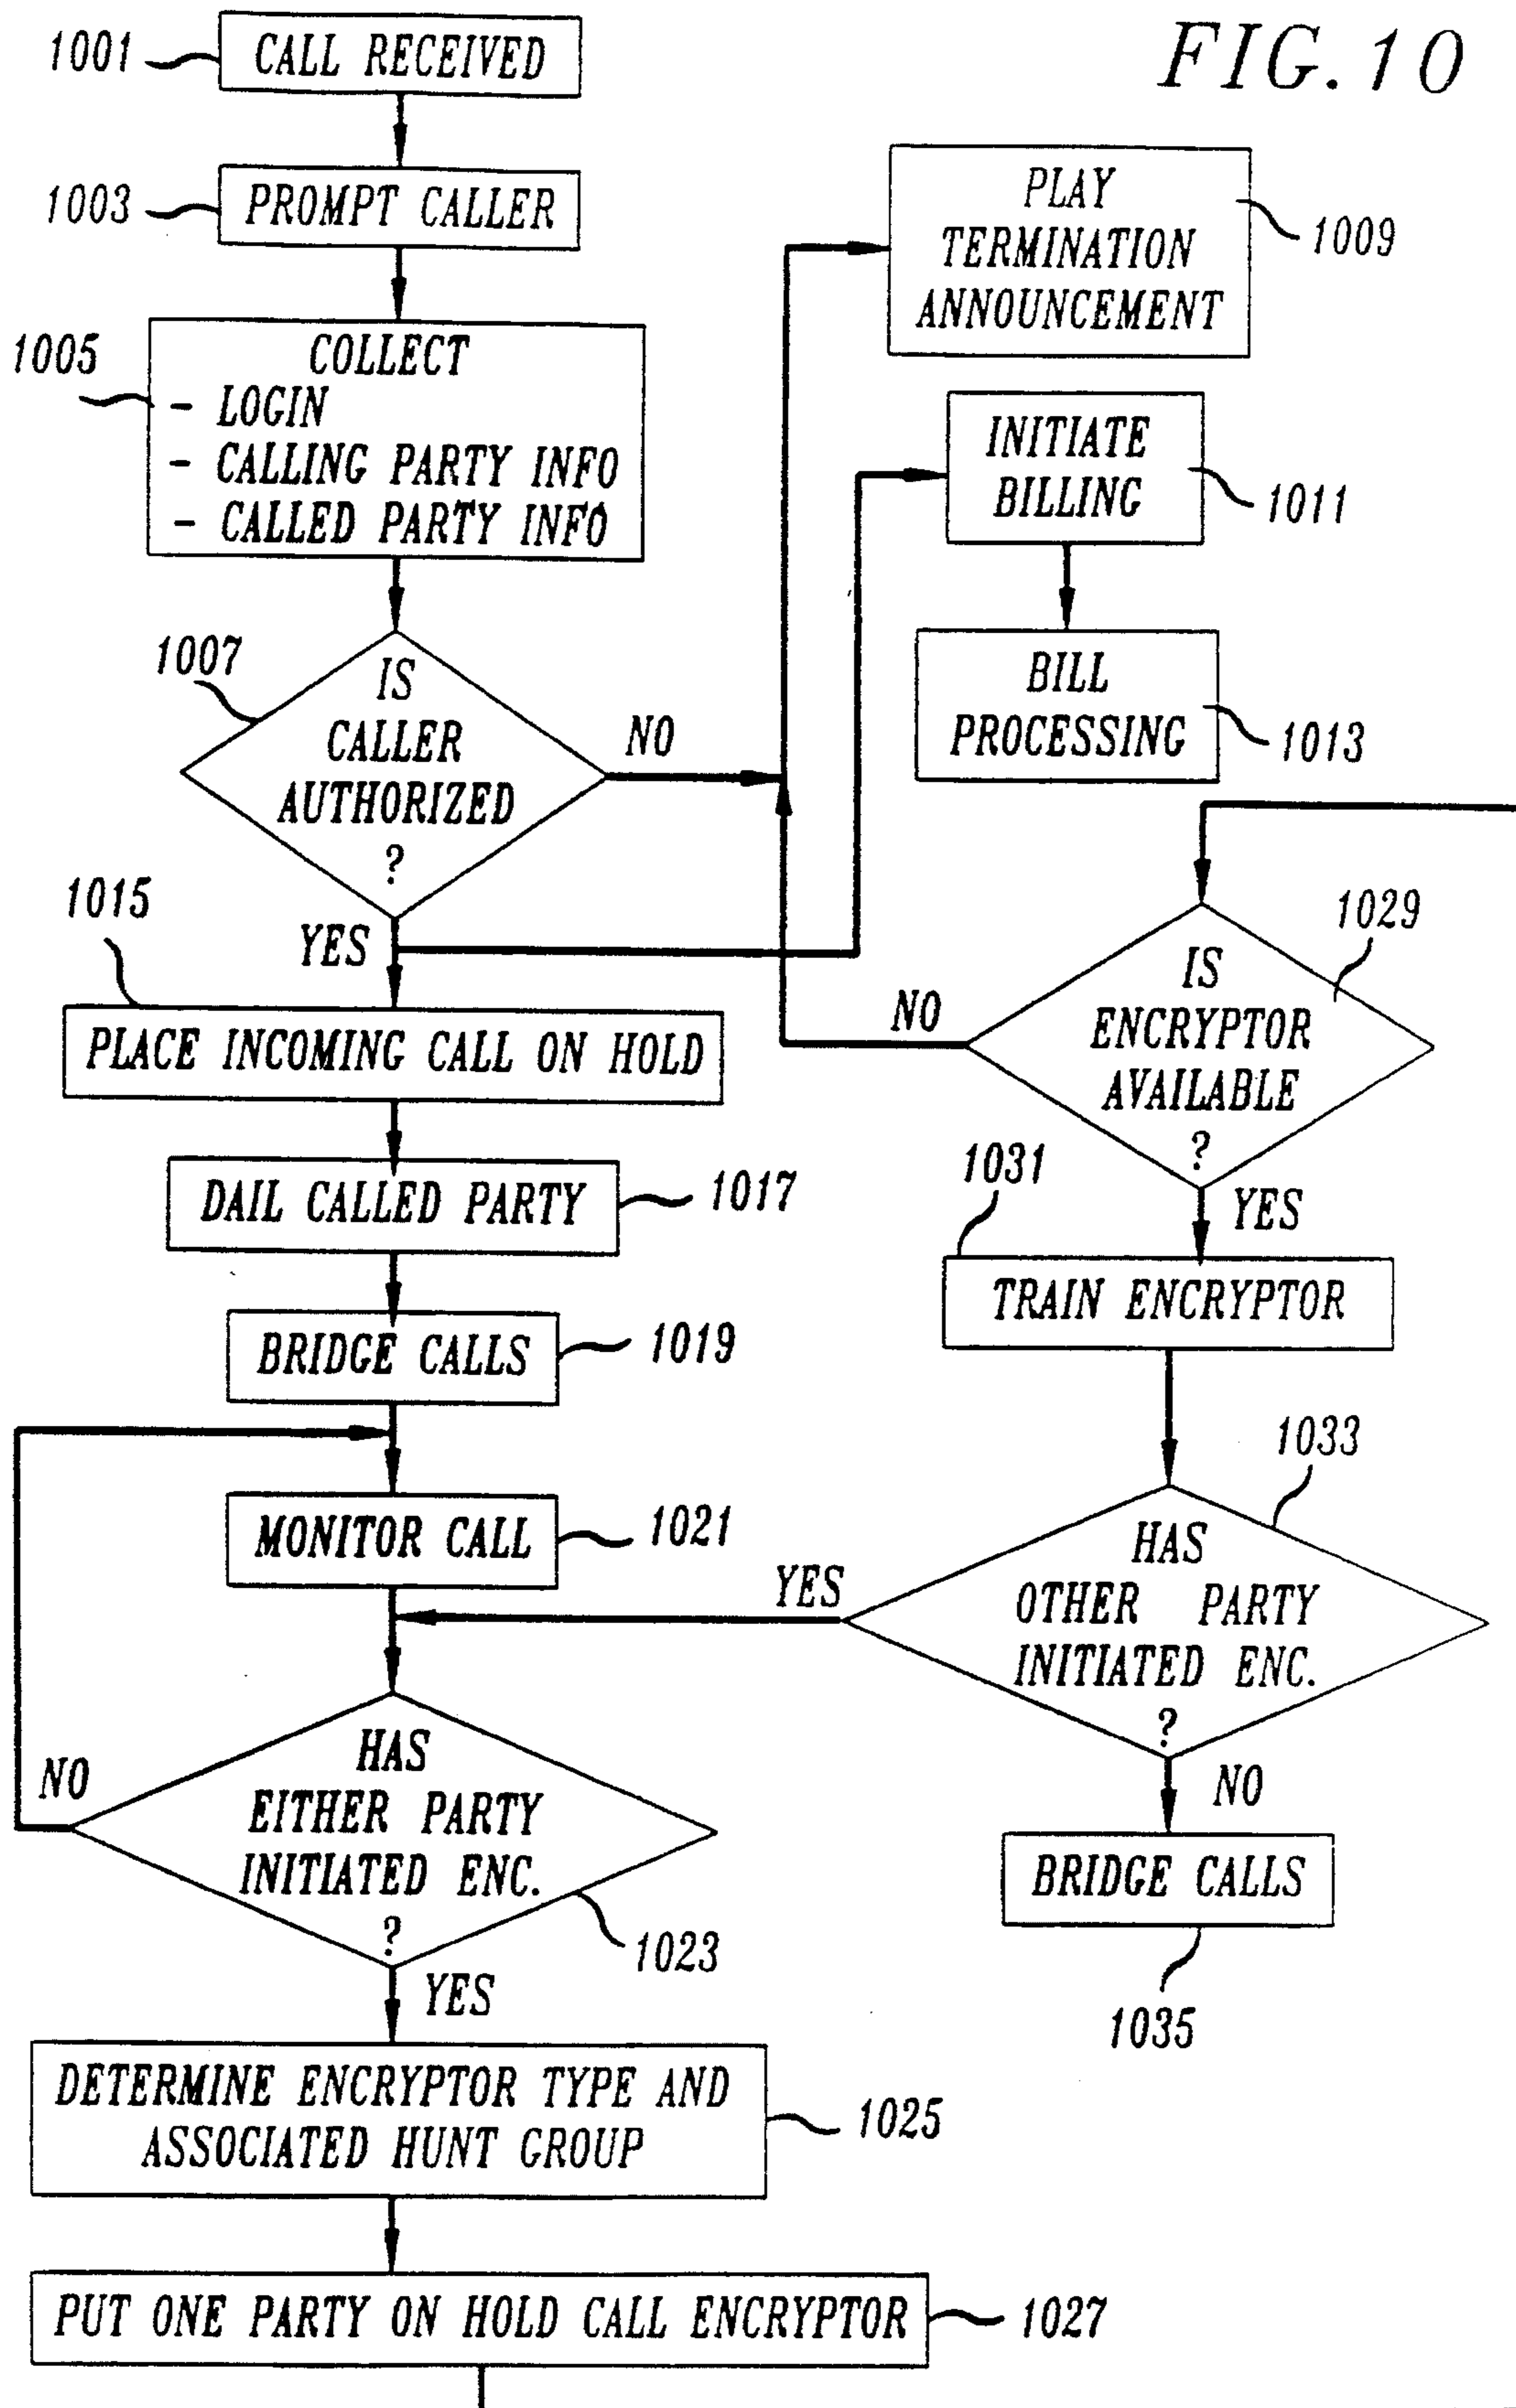 FIG. 10
1001
CALL RECEIVED
1003
PROMPT CALLER
1005
COLLECT
- LOGIN
- CALLING PARTY INFO
- CALLED PARTY INFO
1007
IS
CALLER
AUTHORIZED
?
NO
YES
PLAY
TERMINATION
ANNOUNCEMENT
1009
INITIATE
BILLING
1011
BILL
PROCESSING
1013
1015
PLACE INCOMING CALL ON HOLD
DAIL CALLED PARTY
1017
BRIDGE CALLS
1019
MONITOR CALL
1021
HAS
EITHER PARTY
INITIATED ENC.
?
NO
1023
YES
DETERMINE ENCRYPTOR TYPE AND
ASSOCIATED HUNT GROUP
1025
PUT ONE PARTY ON HOLD CALL ENCRYPTOR
1027
1029
IS
ENCRYPTOR
AVAILABLE
?
NO
YES
1031
TRAIN ENCRYPTOR
1033
HAS
OTHER PARTY
INITIATED ENC.
?
YES
NO
BRIDGE CALLS
1035